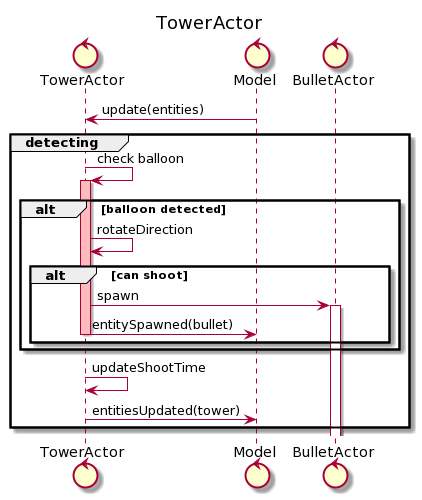 TowerActor
TowerActor Model BulletActor
update(entities)
detecting
check balloon
alt [balloon detected]
rotateDirection
alt [can shoot]
spawn
entitySpawned(bullet)
updateShootTime
entitiesUpdated(tower)
TowerActor Model BulletActor